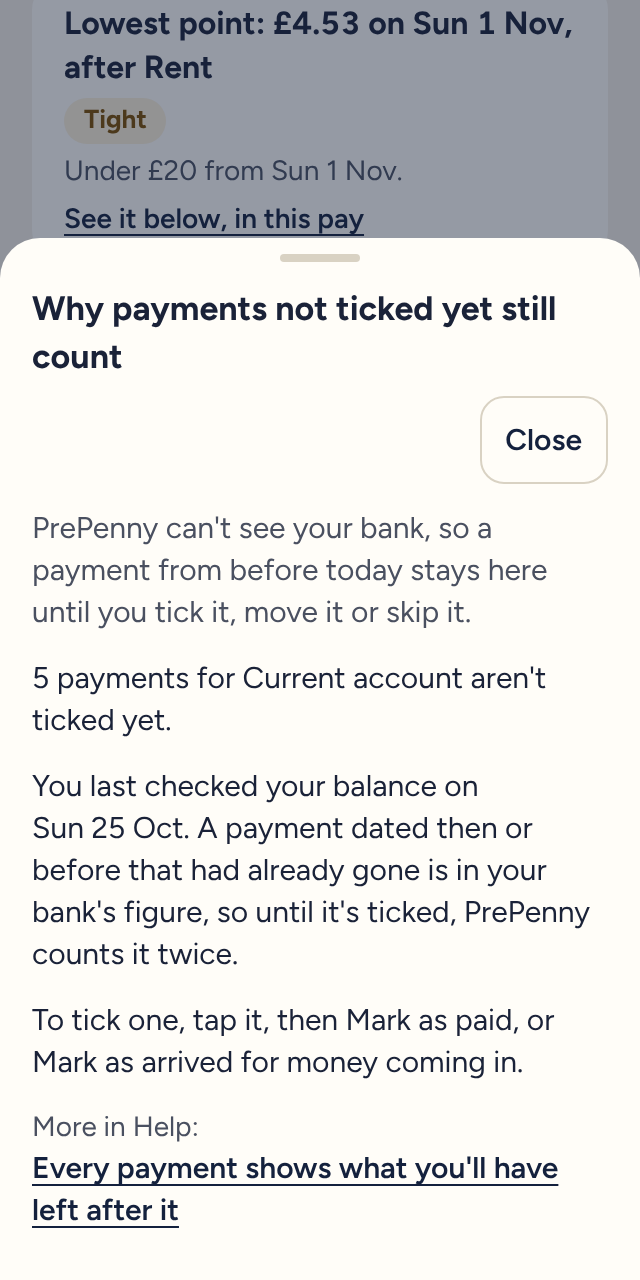 Lowest point: £4.53 on Sun 1 Nov,
after Rent
Tight
Under £20 from Sun 1 Nov.
See it below, in this pay
Why payments not ticked yet still
count
Close
PrePenny can't see your bank, so a
payment from before today stays here
until you tick it, move it or skip it.
5 payments for Current account aren't
ticked yet.
You last checked your balance on
Sun 25 Oct. A payment dated then or
before that had already gone is in your
bank's figure, so until it's ticked, PrePenny
counts it twice.
To tick one, tap it, then Mark as paid, or
Mark as arrived for money coming in.
More in Help:
Every payment shows what you'll have
left after it